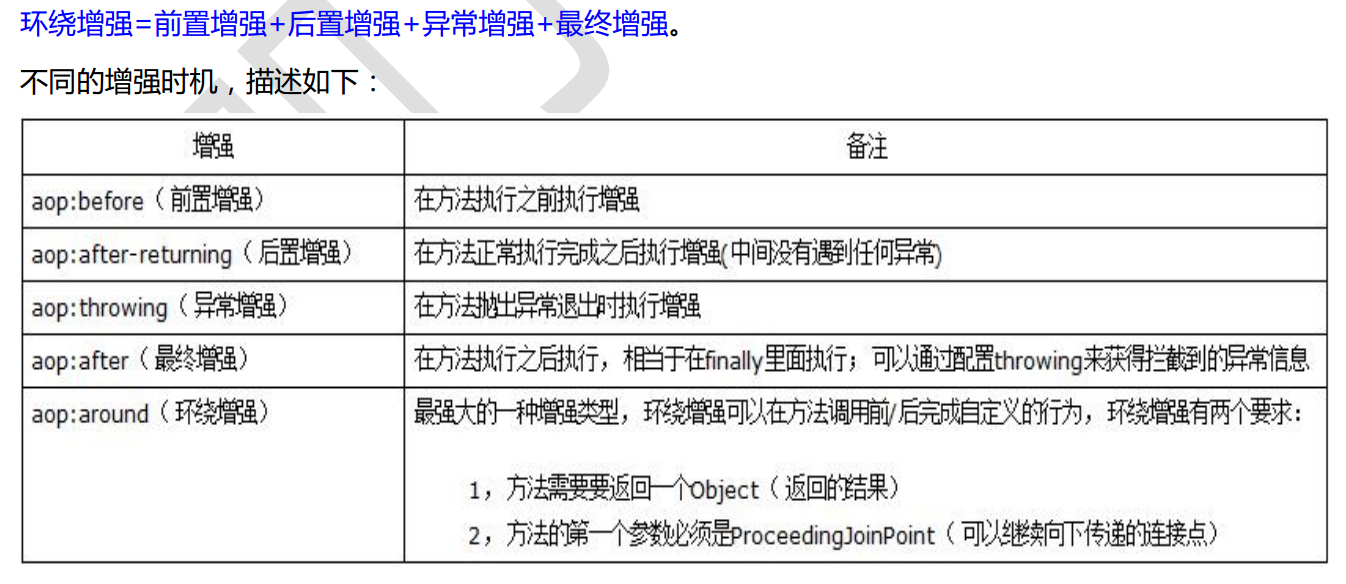 环绕增强=前置增强+后置增强+异常增强+最终增强。
不同的增强时机，描述如下：
增强 备注
aop:before（前置增强） 在方法执行之前执行增强
aop:after-returning（后置增强） 在方法正常执行完成之后执行增强(中间没有遇到任何异常)
aop:throwing（异常增强） 在方法抛出异常退出时执行增强
aop:after（最终增强） 在方法执行之后执行，相当于在finally里面执行；可以通过配置throwing来获得拦截到的异常信息
aop:around（环绕增强） 最强大的一种增强类型，环绕增强可以在方法调用前/后完成自定义的行为，环绕增强有两个要求：
1，方法需要要返回一个Object（返回的结果）
2，方法的第一个参数必须是ProceedingJoinPoint（可以继续向下传递的连接点）